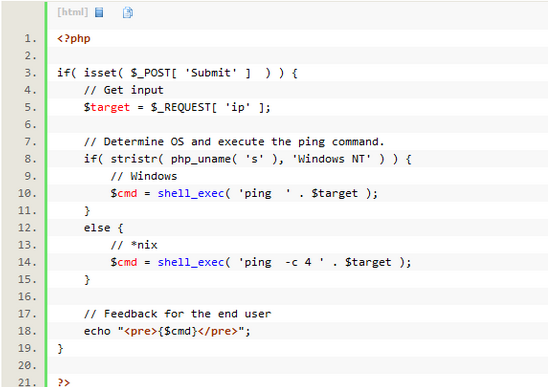 [html]
1. <?php
2.
3. if( isset( $_POST[ 'Submit' ]  ) ) {
4.     // Get input
5.     $target = $_REQUEST[ 'ip' ];
6.
7.     // Determine OS and execute the ping command.
8.     if( stristr( php_uname( 's' ), 'Windows NT' ) ) {
9.         // Windows
10.         $cmd = shell_exec( 'ping  ' . $target );
11.     }
12.     else {
13.         // *nix
14.         $cmd = shell_exec( 'ping  -c 4 ' . $target );
15.     }
16.
17.     // Feedback for the end user
18.     echo "<pre>{$cmd}</pre>";
19. }
20.
21. ?>